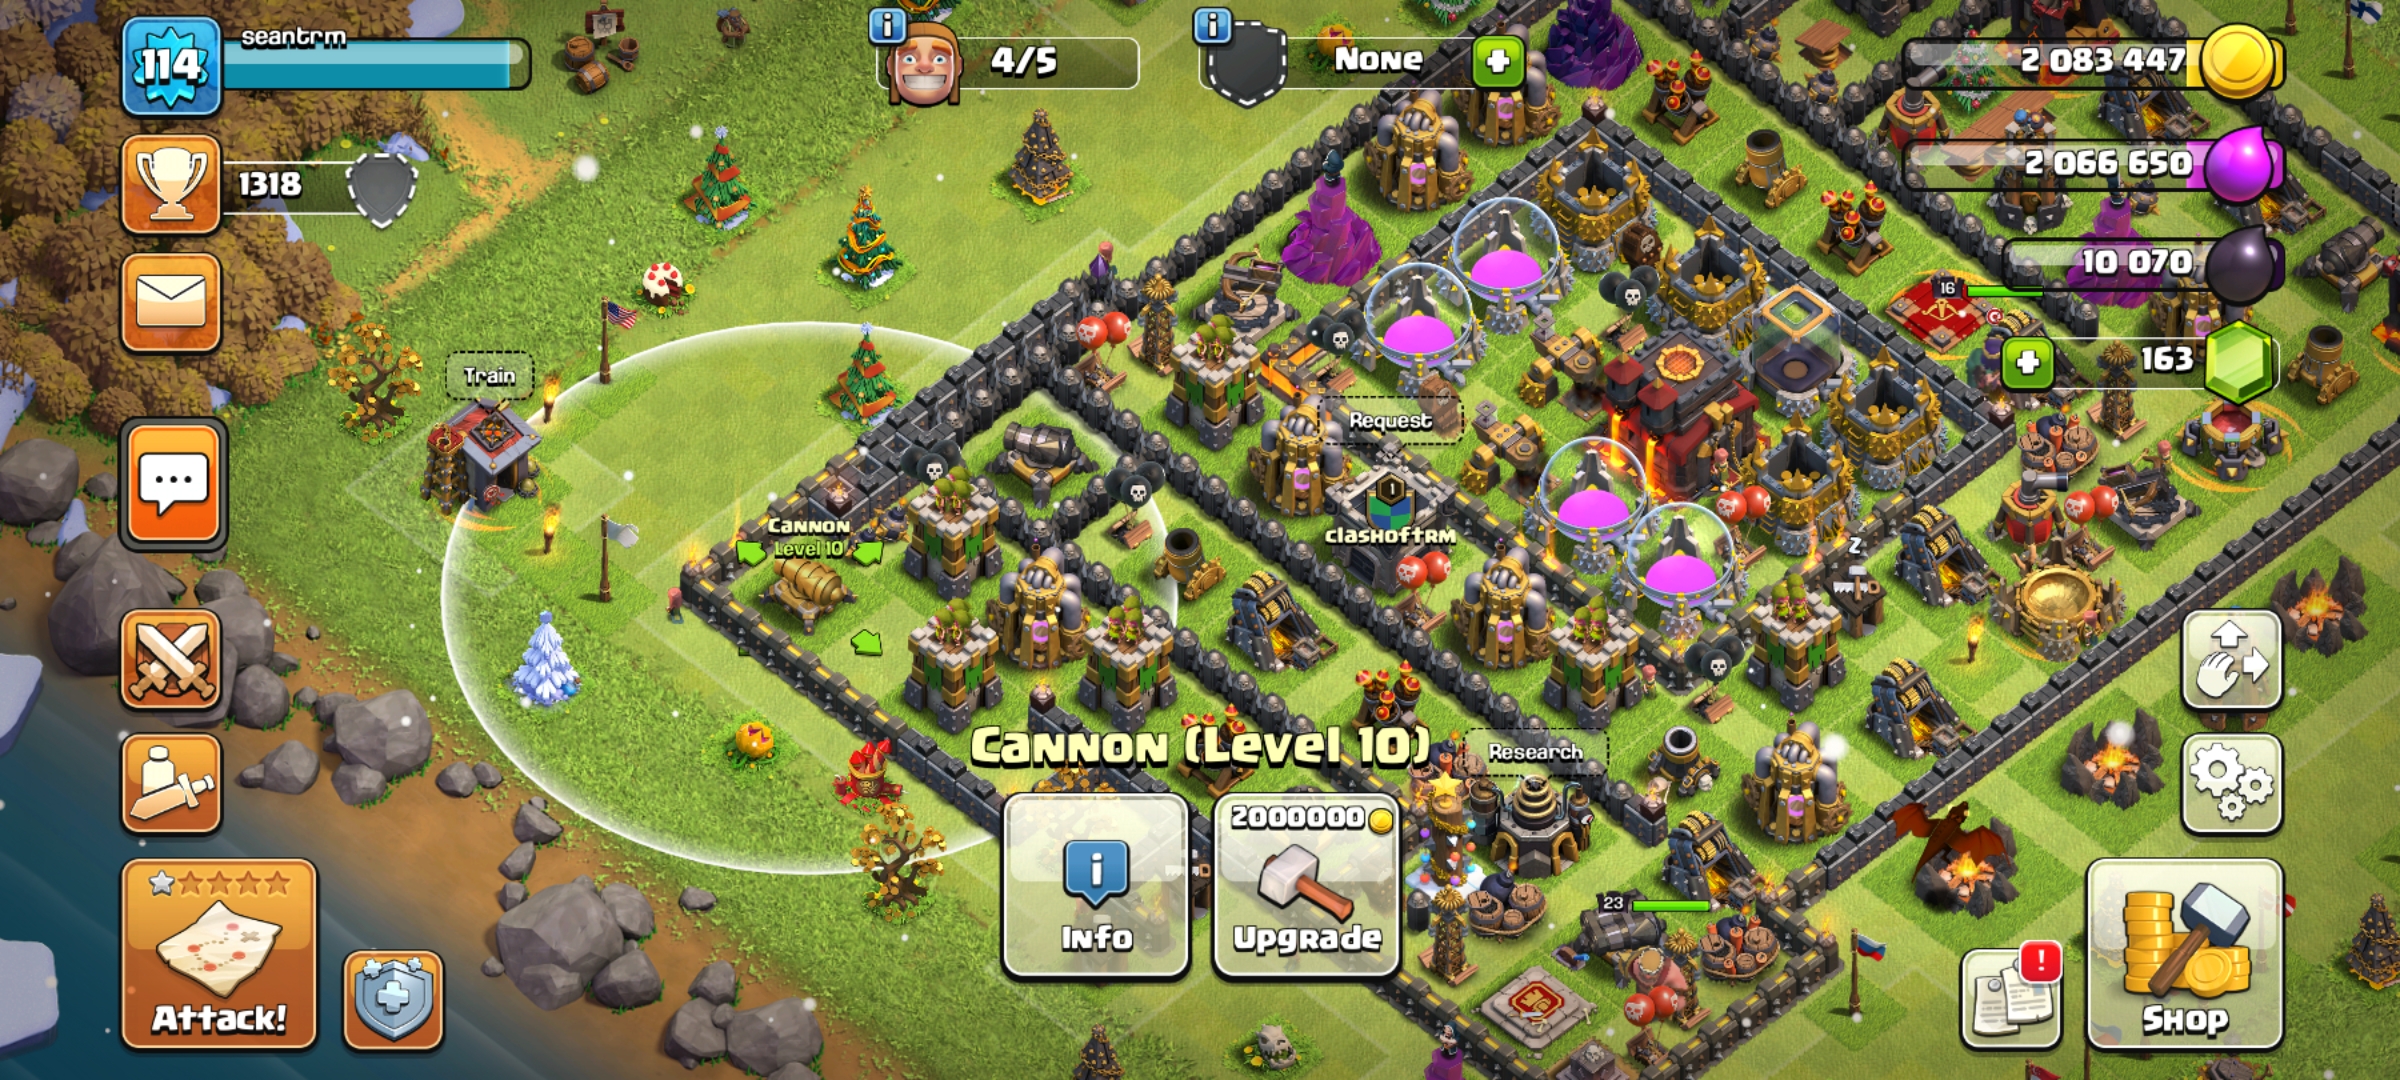 114
seantrm
4/5
None
2 083 447
1318
2 066 650
10 070
16
163
Train
Request
1
clashoftRM
Cannon
Level 10
Z
Cannon (Level 10)
Research
2000000
Info
Upgrade
23
Attack!
!
Shop